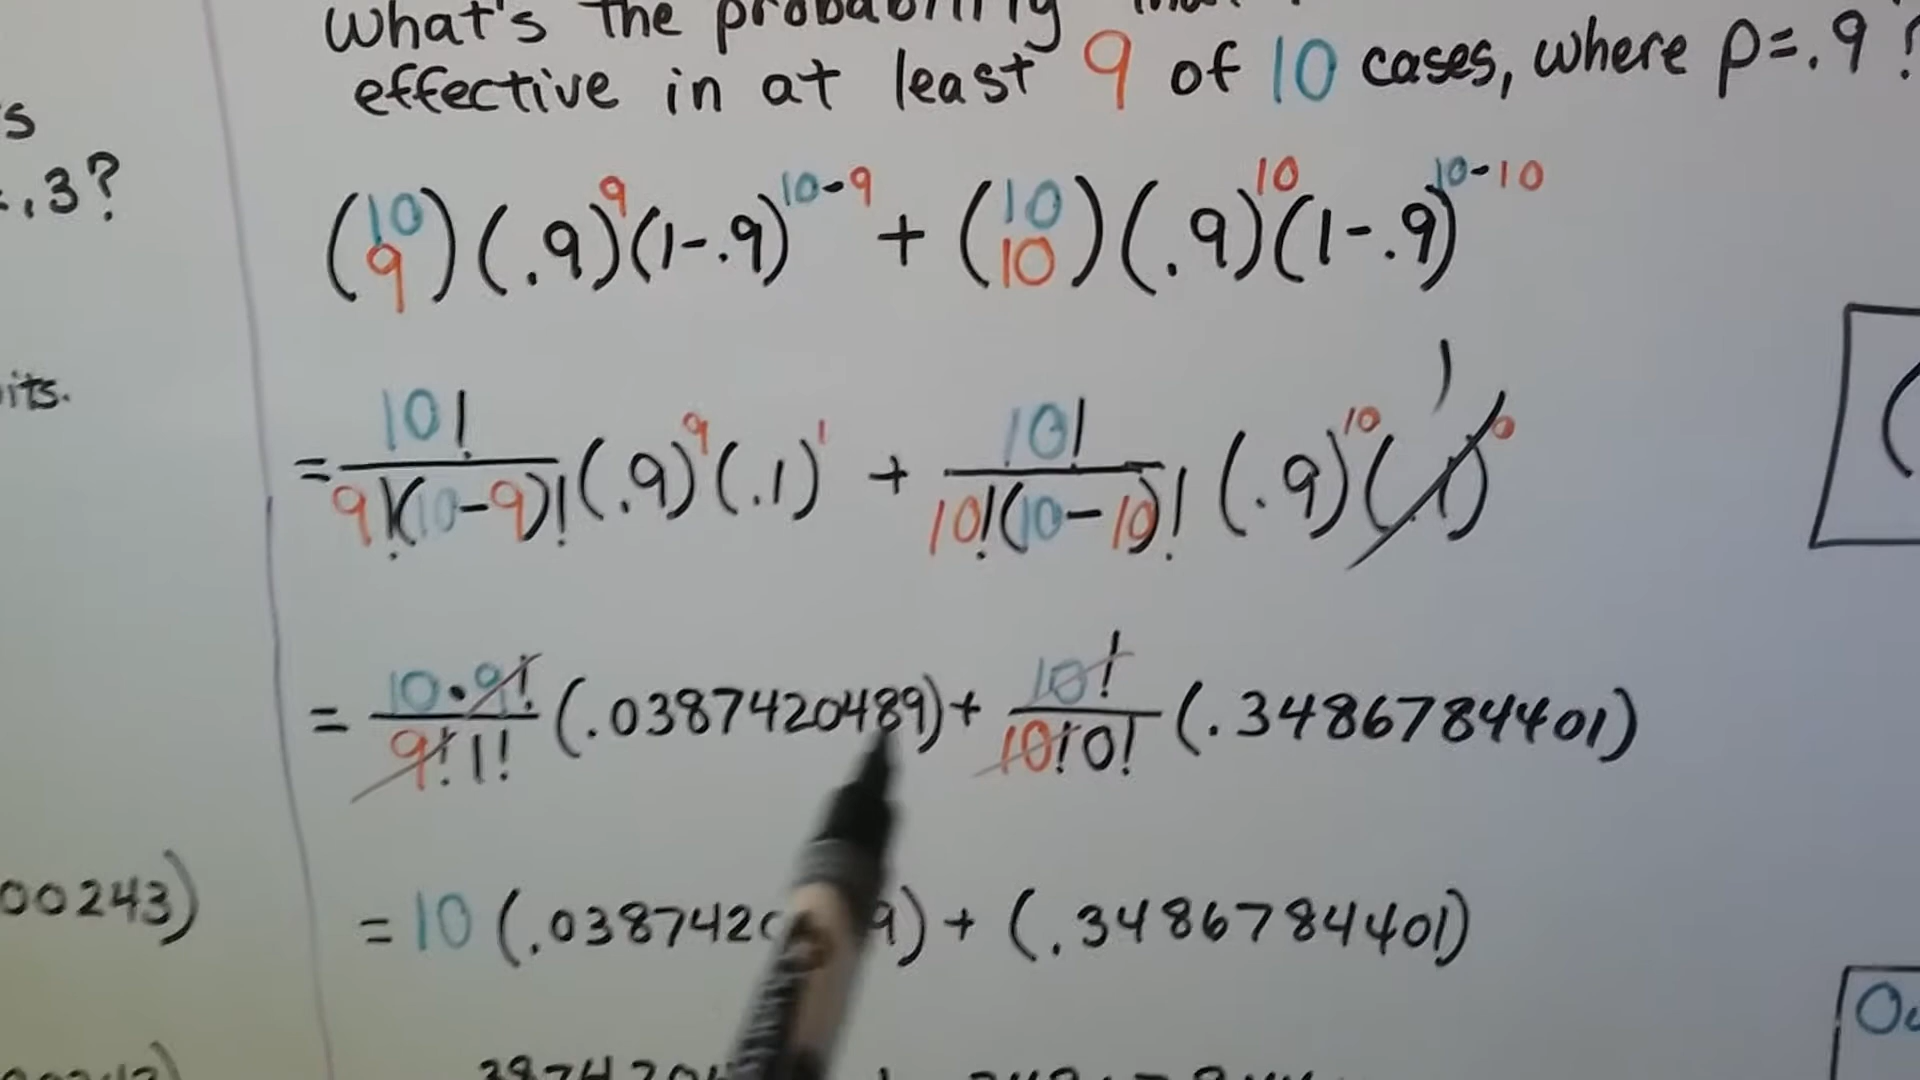 What's the probability
effective in at least 9 of 10 cases, where p=.9?
(10 9)(.9)^9(1-.9)^10-9 + (10 10)(.9)^10(1-.9)^10-10
1
= 10!/9!(10-9)! (.9)^9(.1)^1 + 10!/10!(10-10)! (.9)^10(.1)^0
= 10·9!/9!1! (.0387420489) + 10!/10!0! (.3486784401)
= 10(.038742 9) + (.3486784401)
s
.3?
its.
00243)